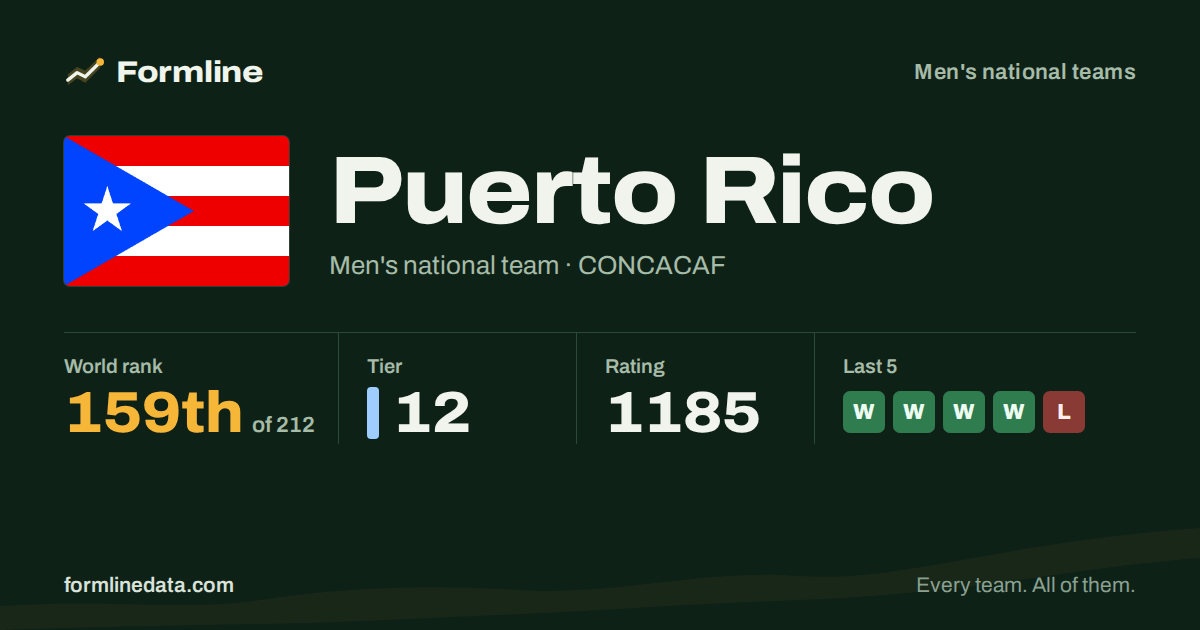 Formline
Men's national teams
Puerto Rico
Men's national team · CONCACAF
World rank
159th of 212
Tier
12
Rating
1185
Last 5
W W W W L
formlinedata.com
Every team. All of them.